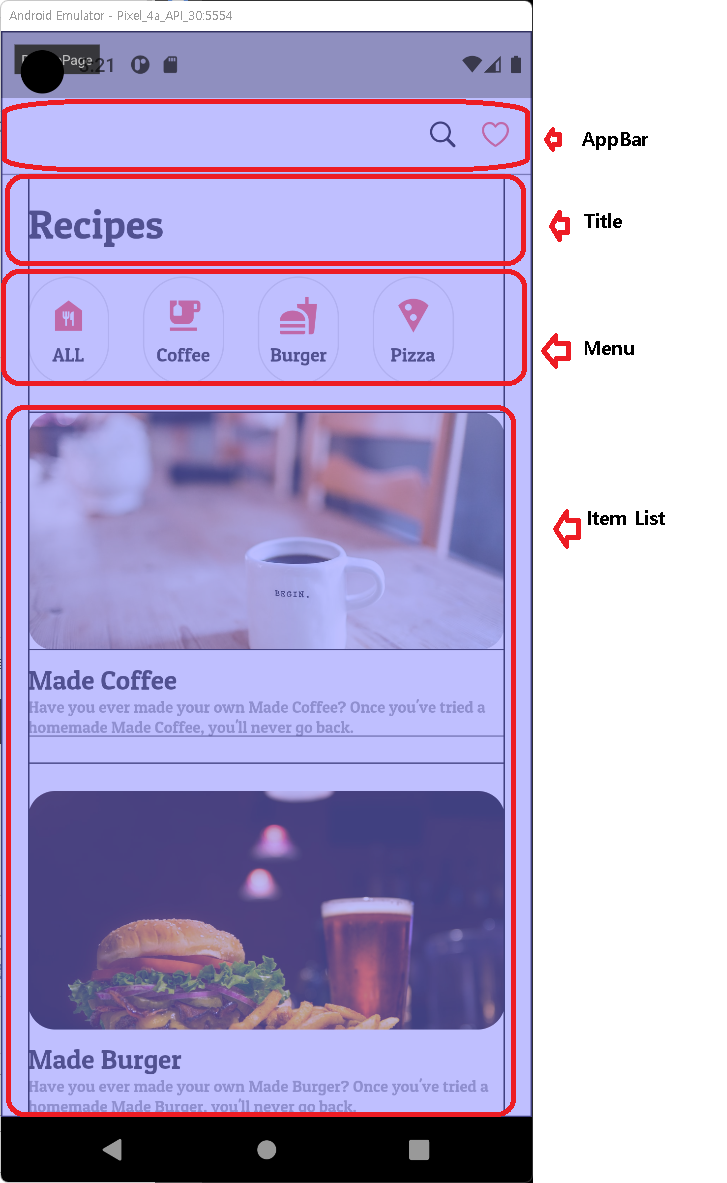 Android Emulator - Pixel_4a_API_30:5554
Page
:21
AppBar
Recipes
Title
ALL
Coffee
Burger
Pizza
Menu
Item List
BEGIN.
Made Coffee
Have you ever made your own Made Coffee? Once you've tried a
homemade Made Coffee, you'll never go back.
Made Burger
Have you ever made your own Made Burger? Once you've tried a
homemade Made Burger, you'll never go back.